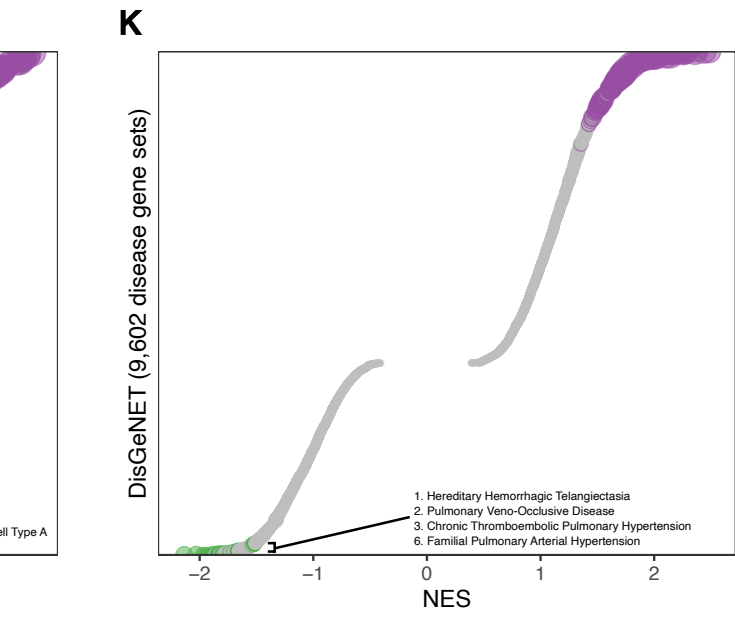 K
DisGeNET (9,602 disease gene sets)
ell Type A
1. Hereditary Hemorrhagic Telangiectasia
2. Pulmonary Veno-Occlusive Disease
3. Chronic Thromboembolic Pulmonary Hypertension
6. Familial Pulmonary Arterial Hypertension
−2 −1 0 1 2
NES